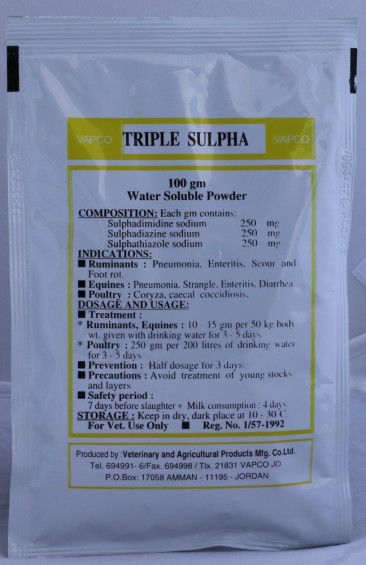 VAPCO TRIPLE SULPHA VAPCO
100 gm
Water Soluble Powder
COMPOSITION: Each gm contains:
Sulphadimidine sodium 250 mg
Sulphadiazine sodium 250 mg
Sulphathiazole sodium 250 mg
INDICATIONS:
■ Ruminants : Pneumonia, Enteritis, Scour and
Foot rot.
■ Equines : Pneumonia, Strangle, Enteritis, Diarrhea.
■ Poultry : Coryza, caecal coccidiosis.
DOSAGE AND USAGE:
■ Treatment :
* Ruminants, Equines : 10 - 15 gm per 50 kg body
wt. given with drinking water for 3 - 5 days.
* Poultry : 250 gm per 200 litres of drinking water
for 3 - 5 days.
■ Prevention : Half dosage for 3 days.
■ Precautions : Avoid treatment of young stocks
and layers.
■ Safety period :
7 days before slaughter * Milk consumption : 4 days.
STORAGE : Keep in dry, dark place at 10 - 30 C.
For Vet. Use Only ■ Reg. No. 1/57-1992
Produced by :Veterinary and Agricultural Products Mfg. Co.Ltd.
Tel. 694991- 6/Fax. 694998 / Tlx. 21831 VAPCO JO
P.O.Box: 17058 AMMAN - 11195 - JORDAN